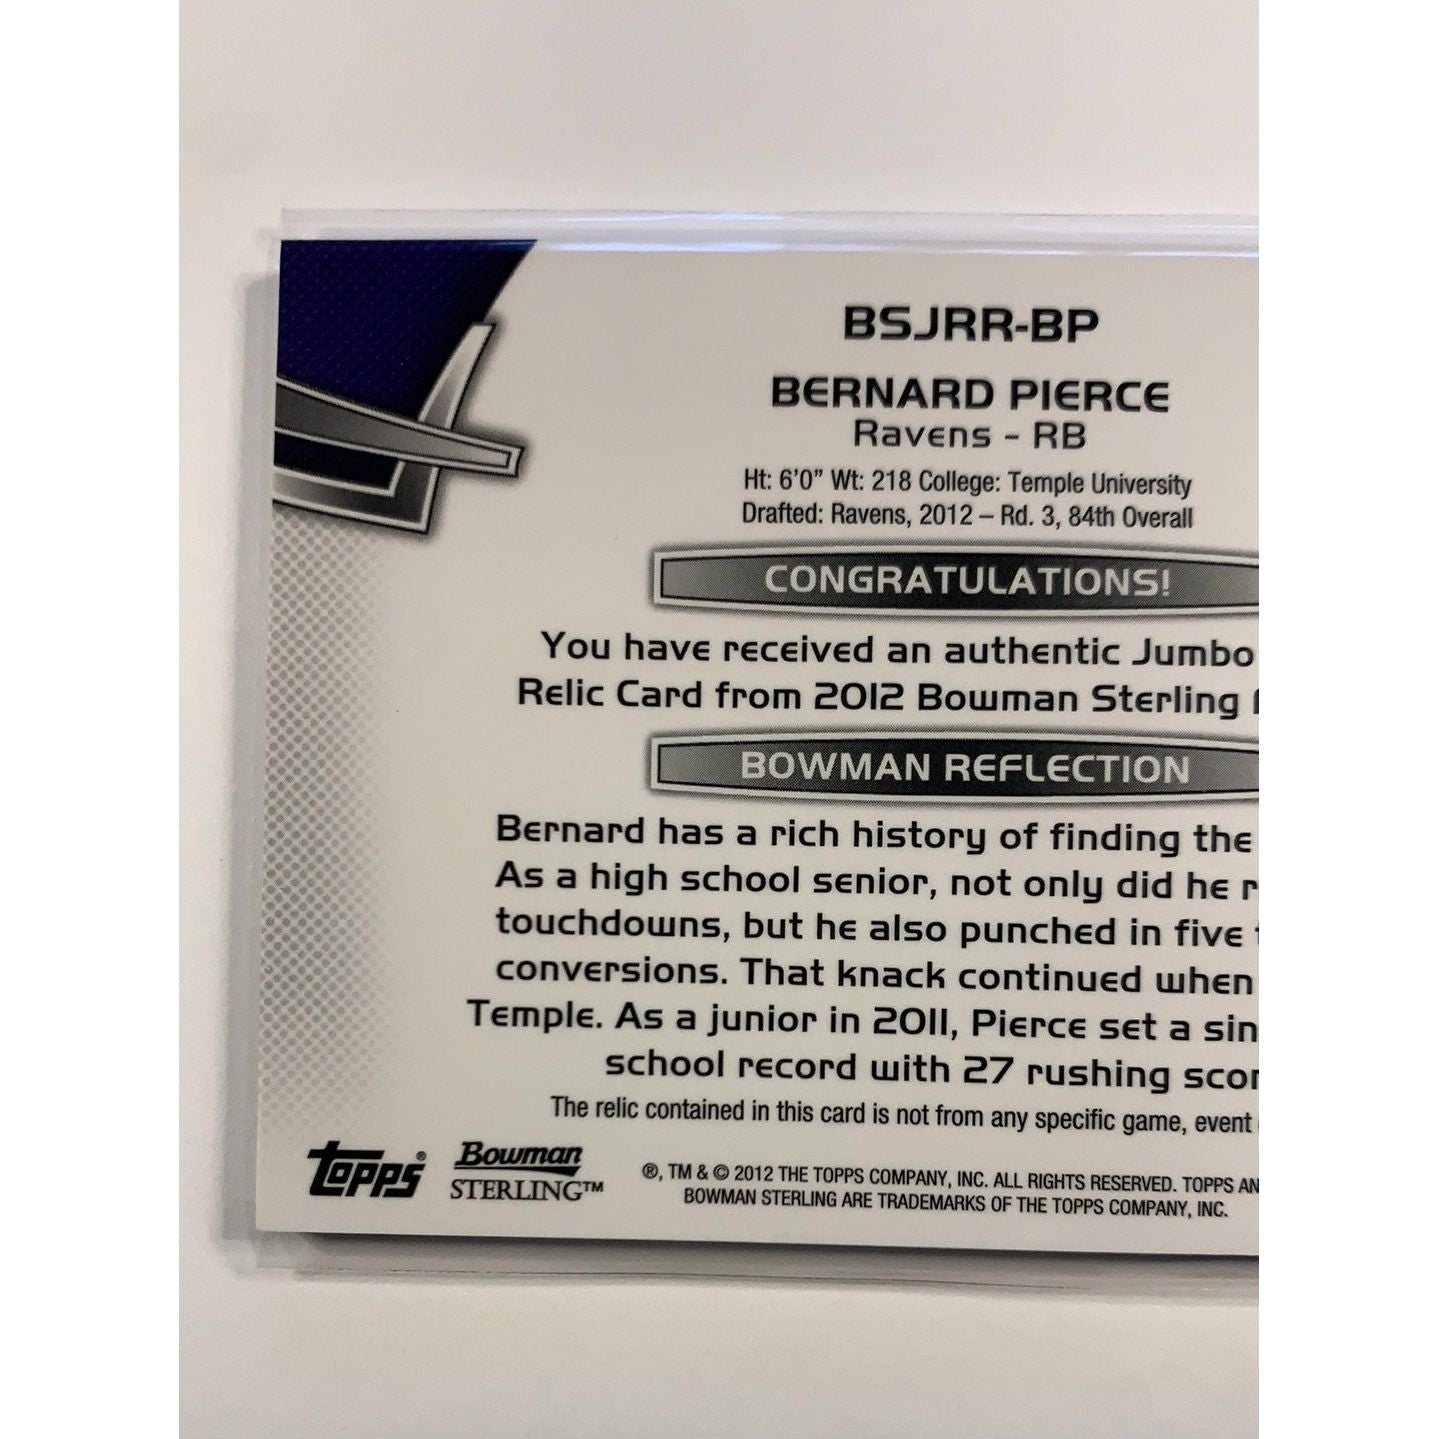 BSJRR-BP
BERNARD PIERCE
Ravens - RB
Ht: 6'0" Wt: 218 College: Temple University
Drafted: Ravens, 2012 – Rd. 3, 84th Overall
CONGRATULATIONS!
You have received an authentic Jumbo
Relic Card from 2012 Bowman Sterling
BOWMAN REFLECTION
Bernard has a rich history of finding the
As a high school senior, not only did he
touchdowns, but he also punched in five
conversions. That knack continued when
Temple. As a junior in 2011, Pierce set a
school record with 27 rushing
The relic contained in this card is not from any specific game, event
Topps® Bowman
STERLING™
®, TM & © 2012 THE TOPPS COMPANY, INC. ALL RIGHTS RESERVED. TOPPS
BOWMAN STERLING ARE TRADEMARKS OF THE TOPPS COMPANY, INC.